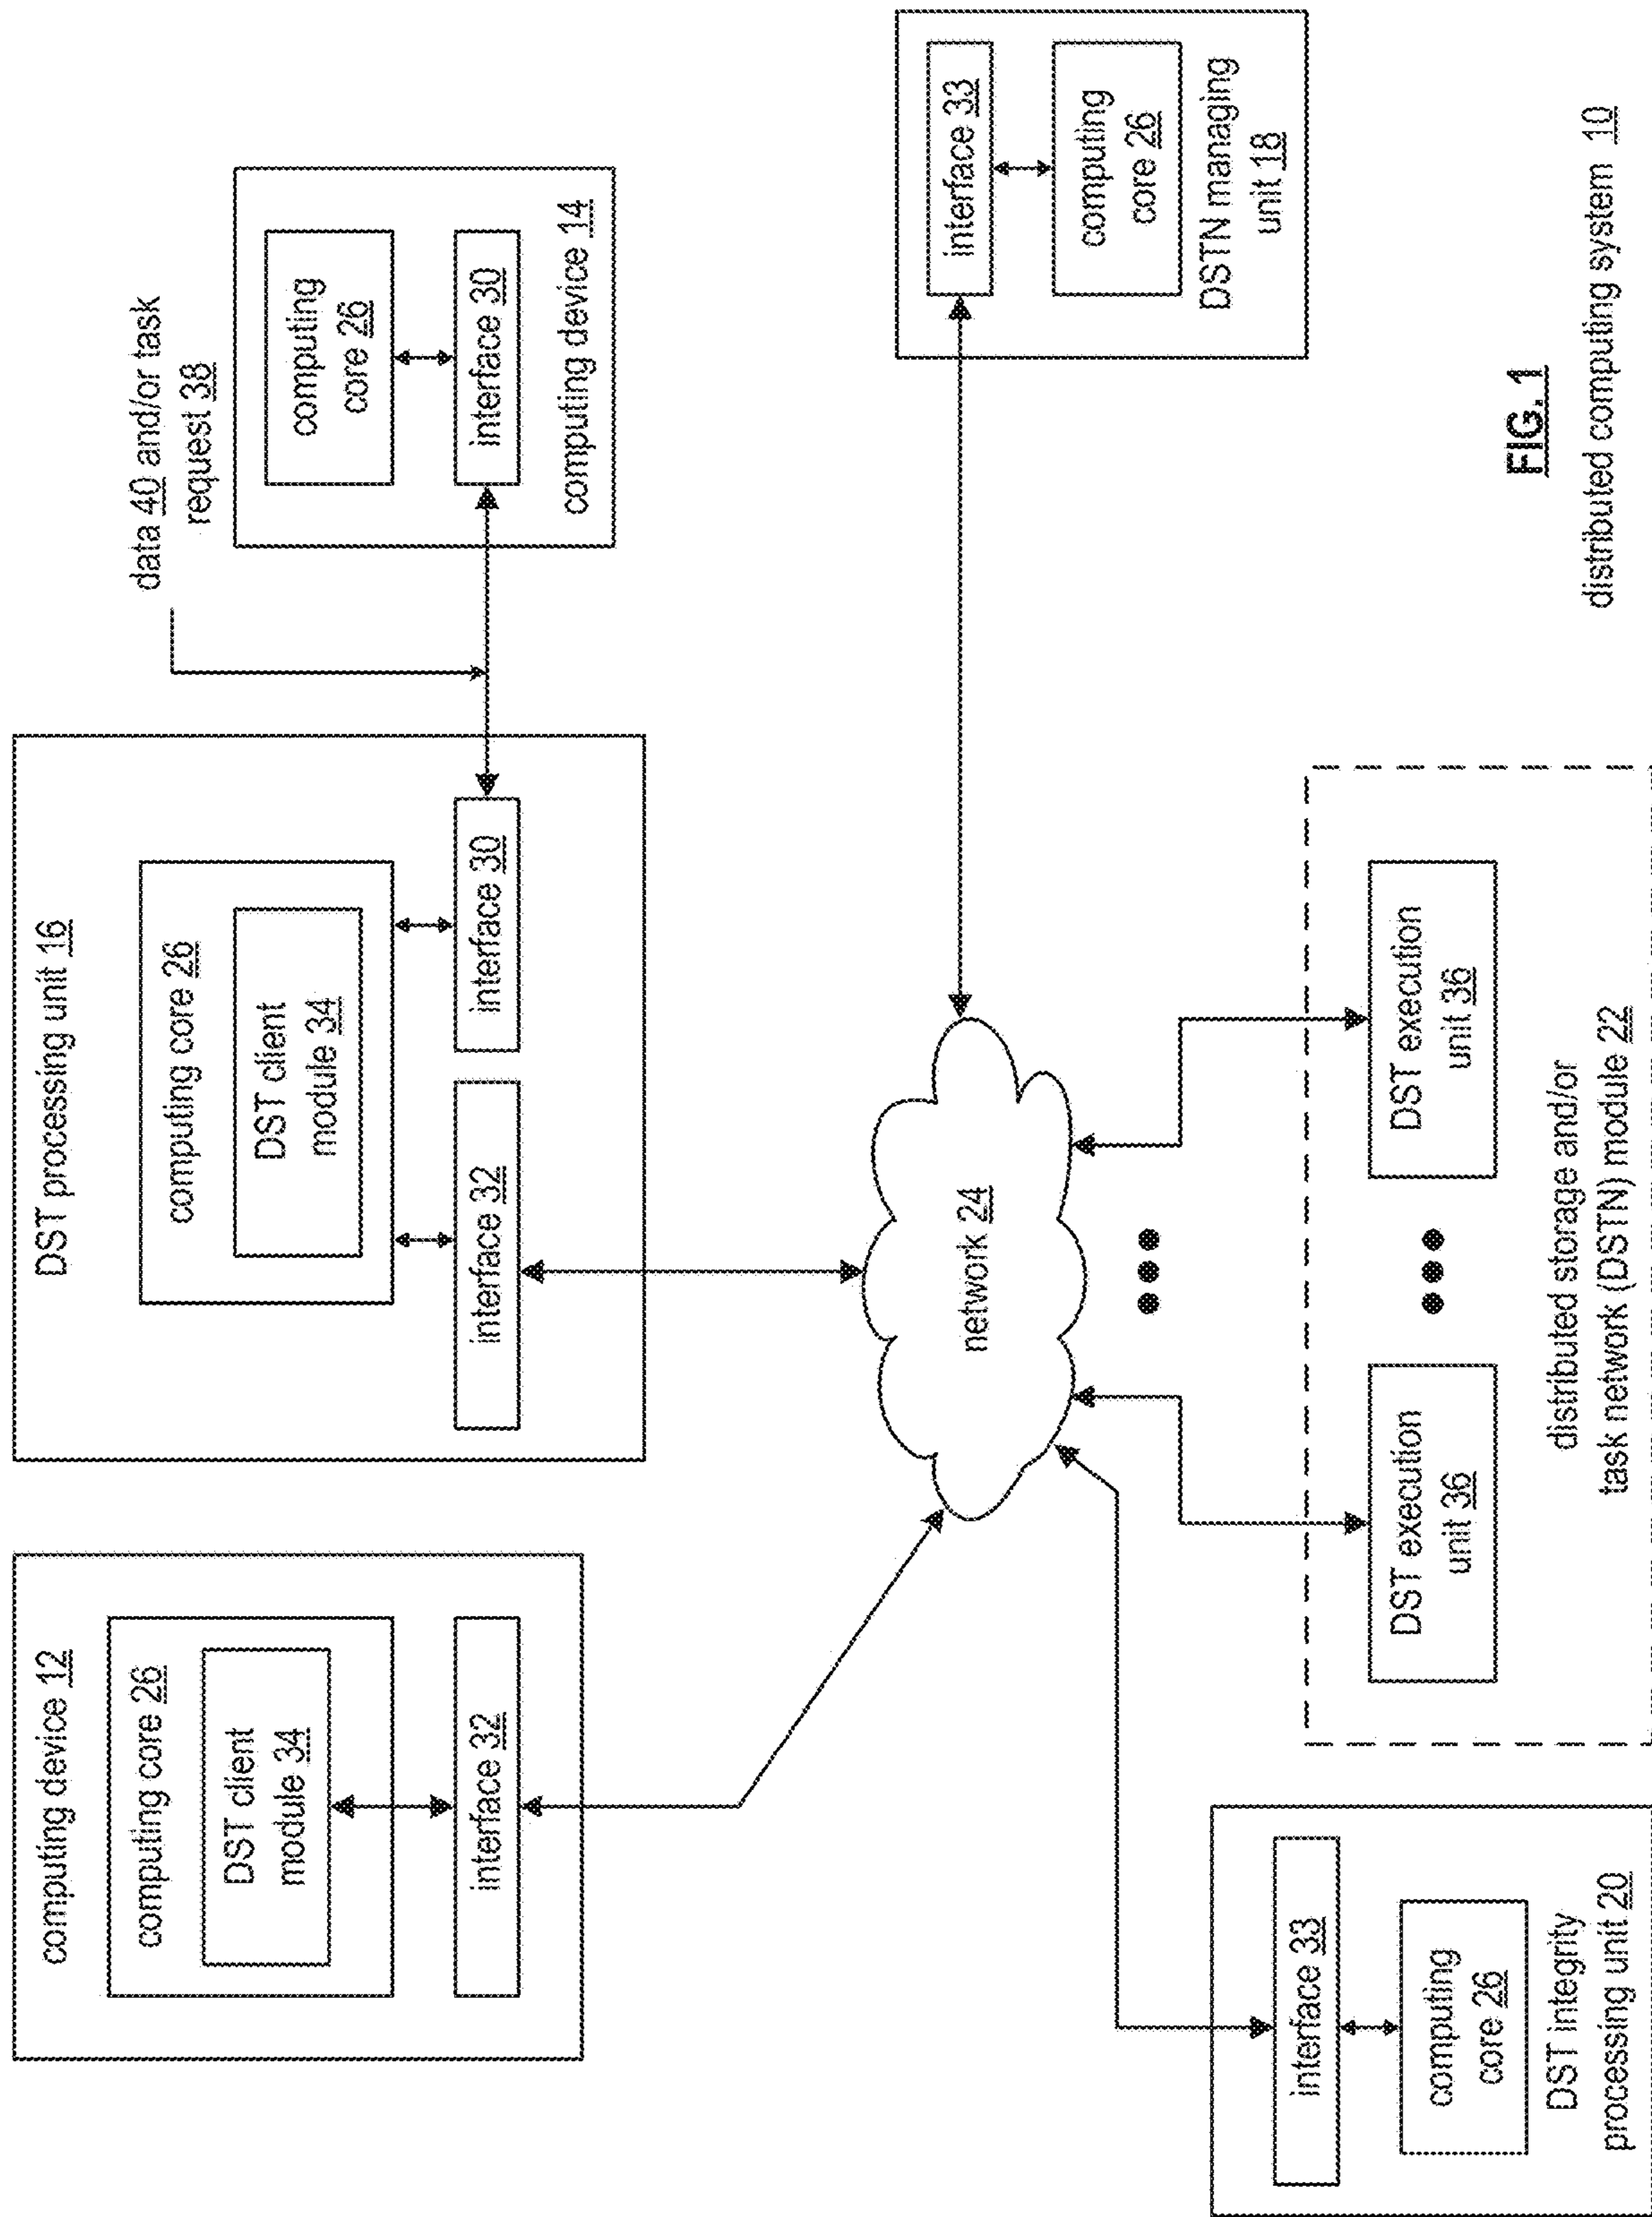 computing device 12
computing core 26
DST client
module 34
interface 32
DST processing unit 16
computing core 26
DST client
module 34
interface 32
interface 30
data 40 and/or task
request 38
computing
core 26
interface 30
computing device 14
network 24
interface 33
computing
core 26
DSTN managing
unit 18
interface 33
computing
core 26
DST integrity
processing unit 20
DST execution
unit 36
DST execution
unit 36
distributed storage and/or
task network (DSTN) module 22
FIG. 1
distributed computing system 10